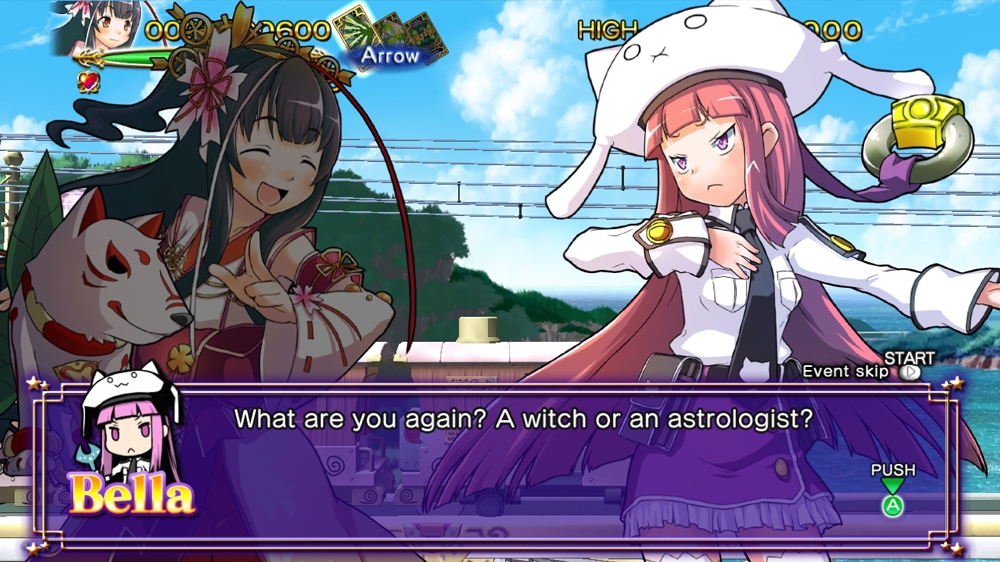 Arrow
HIGH
START
Event skip
What are you again? A witch or an astrologist?
Bella
PUSH
A